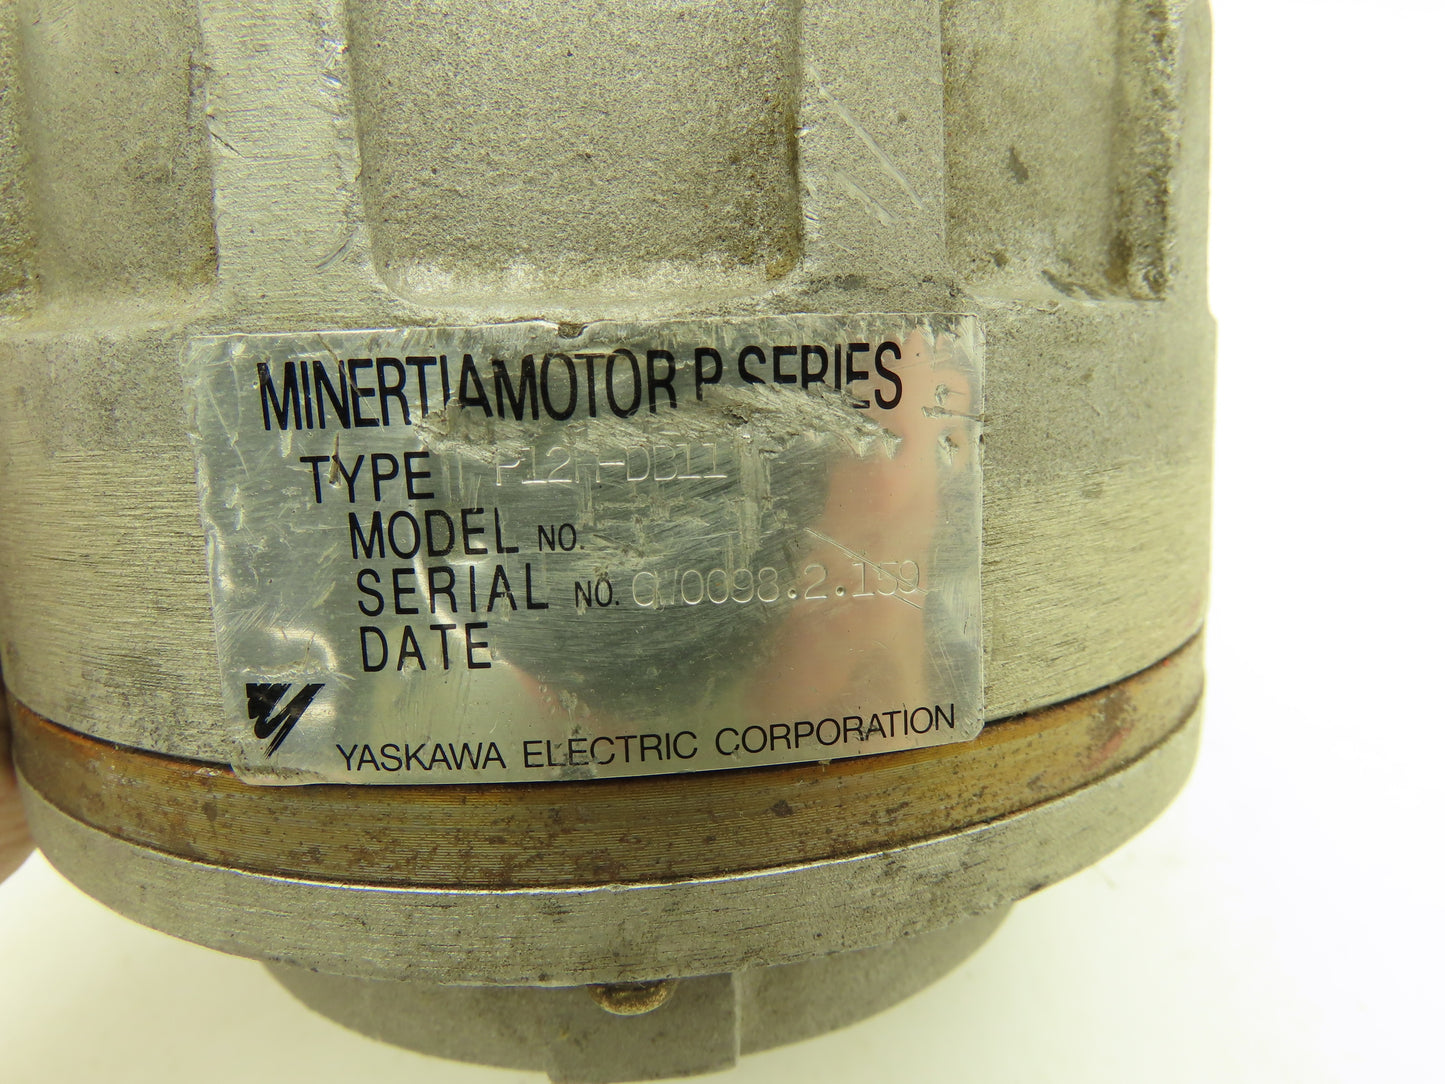 MINERTIAMOTOR P SERIES
TYPE
MODEL NO.
SERIAL NO.
DATE
YASKAWA ELECTRIC CORPORATION